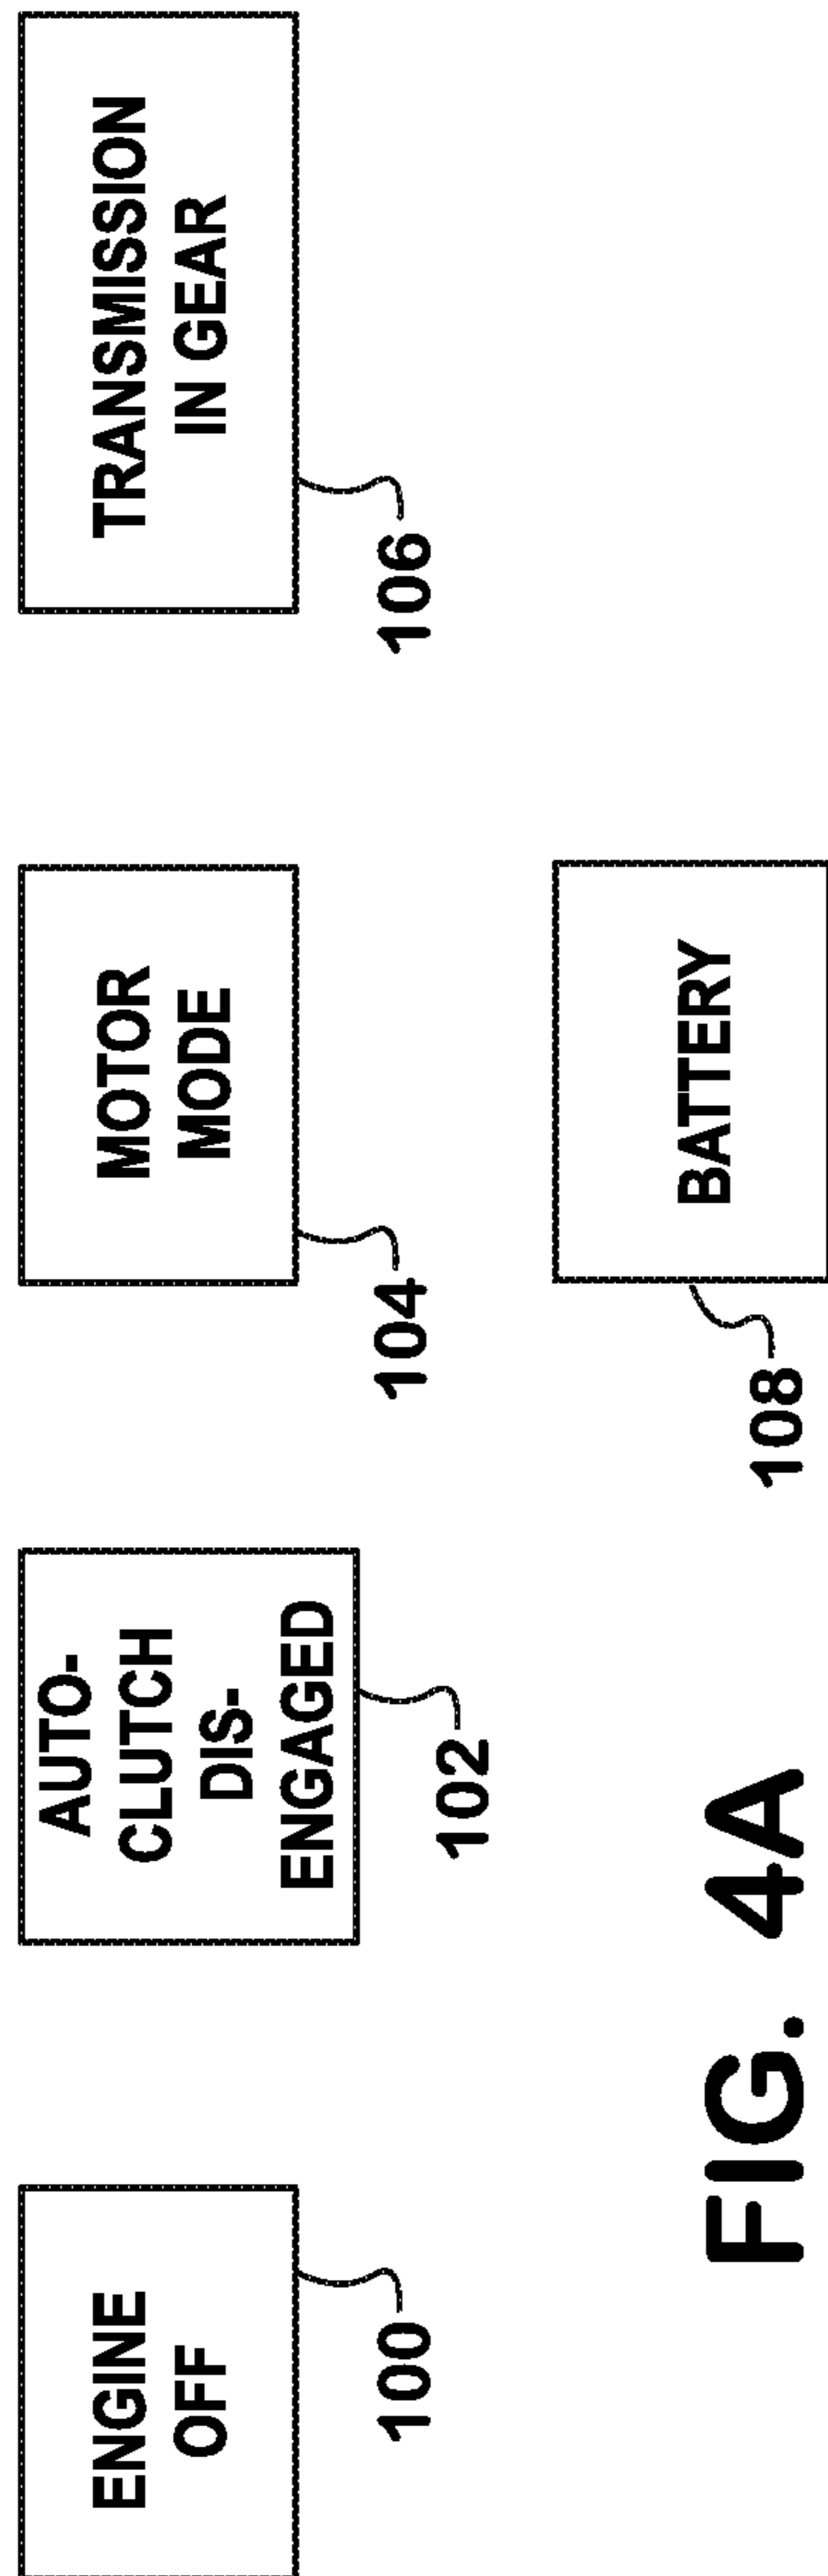 ENGINE
OFF
100
AUTO-
CLUTCH
DIS-
ENGAGED
102
MOTOR
MODE
104
TRANSMISSION
IN GEAR
106
BATTERY
108
FIG. 4A